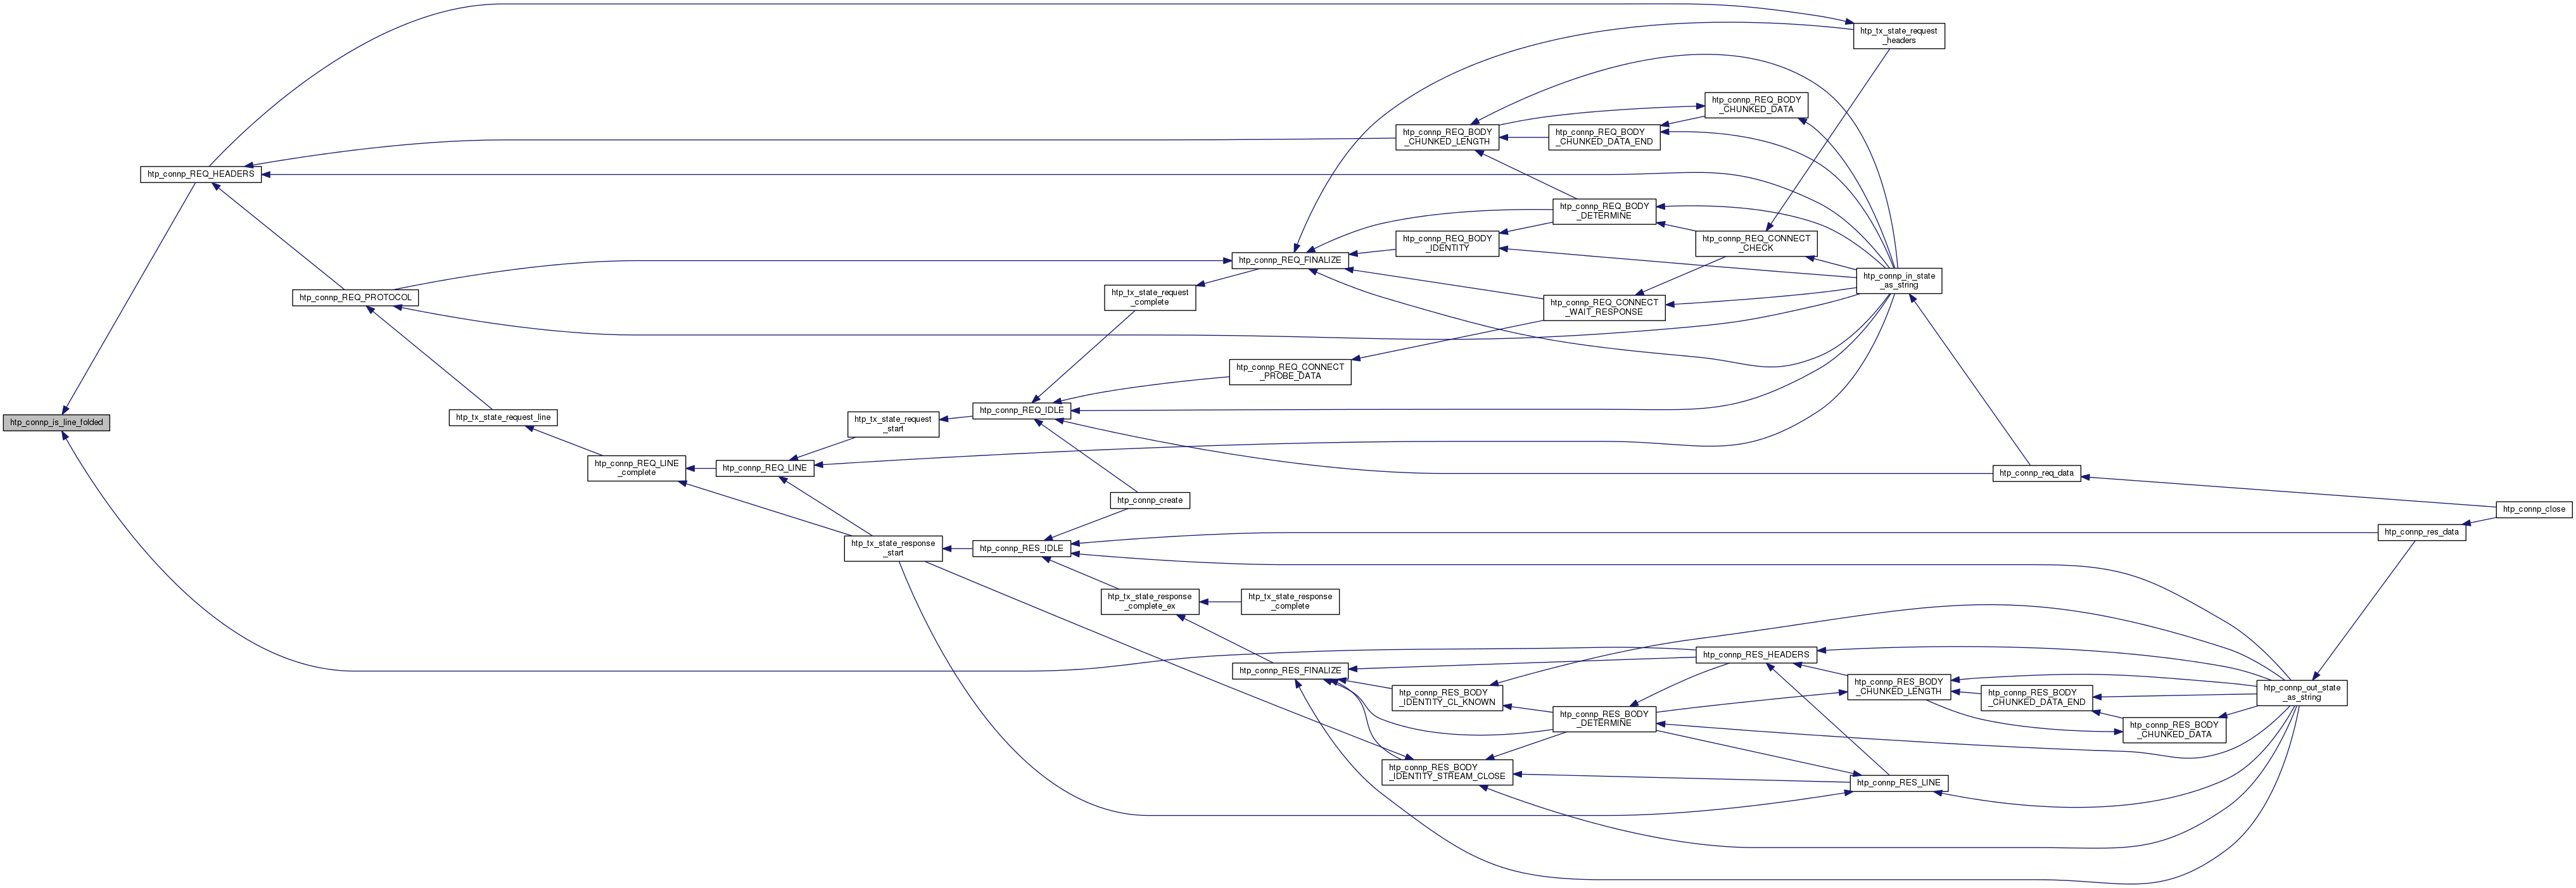 htp_connp_is_line_folded
htp_connp_REQ_HEADERS
htp_connp_REQ_PROTOCOL
htp_tx_state_request_line
htp_connp_REQ_LINE
_complete
htp_connp_REQ_LINE
htp_tx_state_request
_start
htp_tx_state_response
_start
htp_connp_REQ_IDLE
htp_connp_RES_IDLE
htp_tx_state_request
_complete
htp_connp_create
htp_tx_state_response
_complete_ex
htp_connp_REQ_FINALIZE
htp_connp_REQ_CONNECT
_PROBE_DATA
htp_tx_state_response
_complete
htp_connp_RES_FINALIZE
htp_connp_REQ_BODY
_CHUNKED_LENGTH
htp_connp_REQ_BODY
_IDENTITY
htp_connp_RES_BODY
_IDENTITY_CL_KNOWN
htp_connp_RES_BODY
_IDENTITY_STREAM_CLOSE
htp_connp_REQ_BODY
_CHUNKED_DATA_END
htp_connp_REQ_BODY
_DETERMINE
htp_connp_REQ_CONNECT
_WAIT_RESPONSE
htp_connp_RES_BODY
_DETERMINE
htp_connp_REQ_BODY
_CHUNKED_DATA
htp_connp_REQ_CONNECT
_CHECK
htp_connp_RES_HEADERS
htp_tx_state_request
_headers
htp_connp_in_state
_as_string
htp_connp_RES_BODY
_CHUNKED_LENGTH
htp_connp_RES_LINE
htp_connp_req_data
htp_connp_RES_BODY
_CHUNKED_DATA_END
htp_connp_RES_BODY
_CHUNKED_DATA
htp_connp_out_state
_as_string
htp_connp_res_data
htp_connp_close